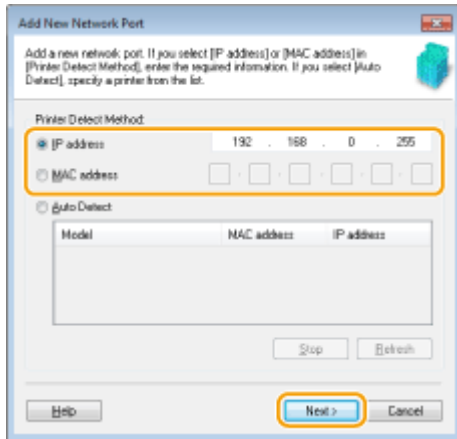 Add New Network Port
Add a new network port. If you select [IP address] or [MAC address] in
[Printer Detect Method], enter the required information. If you select [Auto
Detect], specify a printer from the list.
Printer Detect Method:
IP address 192 . 168 . 0 . 255
MAC address - - - - -
Auto Detect
Model MAC address IP address
Stop Refresh
Help Next > Cancel